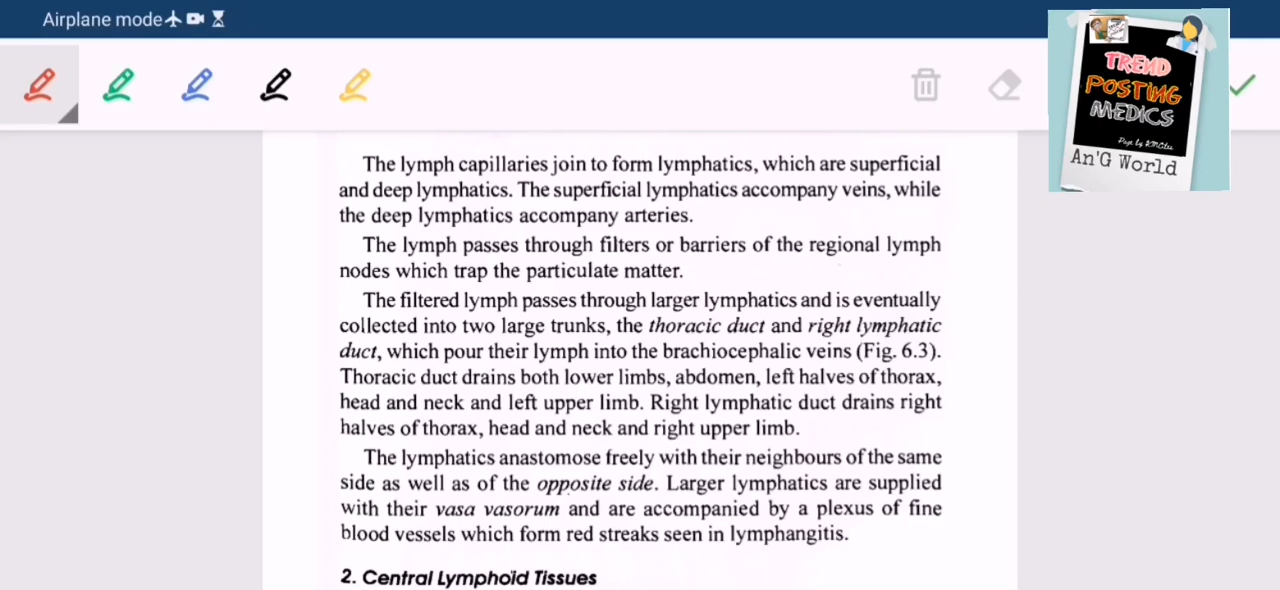 Airplane mode
TREND
POSTING
MEDICS
Page by
An'G World
The lymph capillaries join to form lymphatics, which are superficial
and deep lymphatics. The superficial lymphatics accompany veins, while
the deep lymphatics accompany arteries.
The lymph passes through filters or barriers of the regional lymph
nodes which trap the particulate matter.
The filtered lymph passes through larger lymphatics and is eventually
collected into two large trunks, the thoracic duct and right lymphatic
duct, which pour their lymph into the brachiocephalic veins (Fig. 6.3).
Thoracic duct drains both lower limbs, abdomen, left halves of thorax,
head and neck and left upper limb. Right lymphatic duct drains right
halves of thorax, head and neck and right upper limb.
The lymphatics anastomose freely with their neighbours of the same
side as well as of the opposite side. Larger lymphatics are supplied
with their vasa vasorum and are accompanied by a plexus of fine
blood vessels which form red streaks seen in lymphangitis.
2. Central Lymphoid Tissues